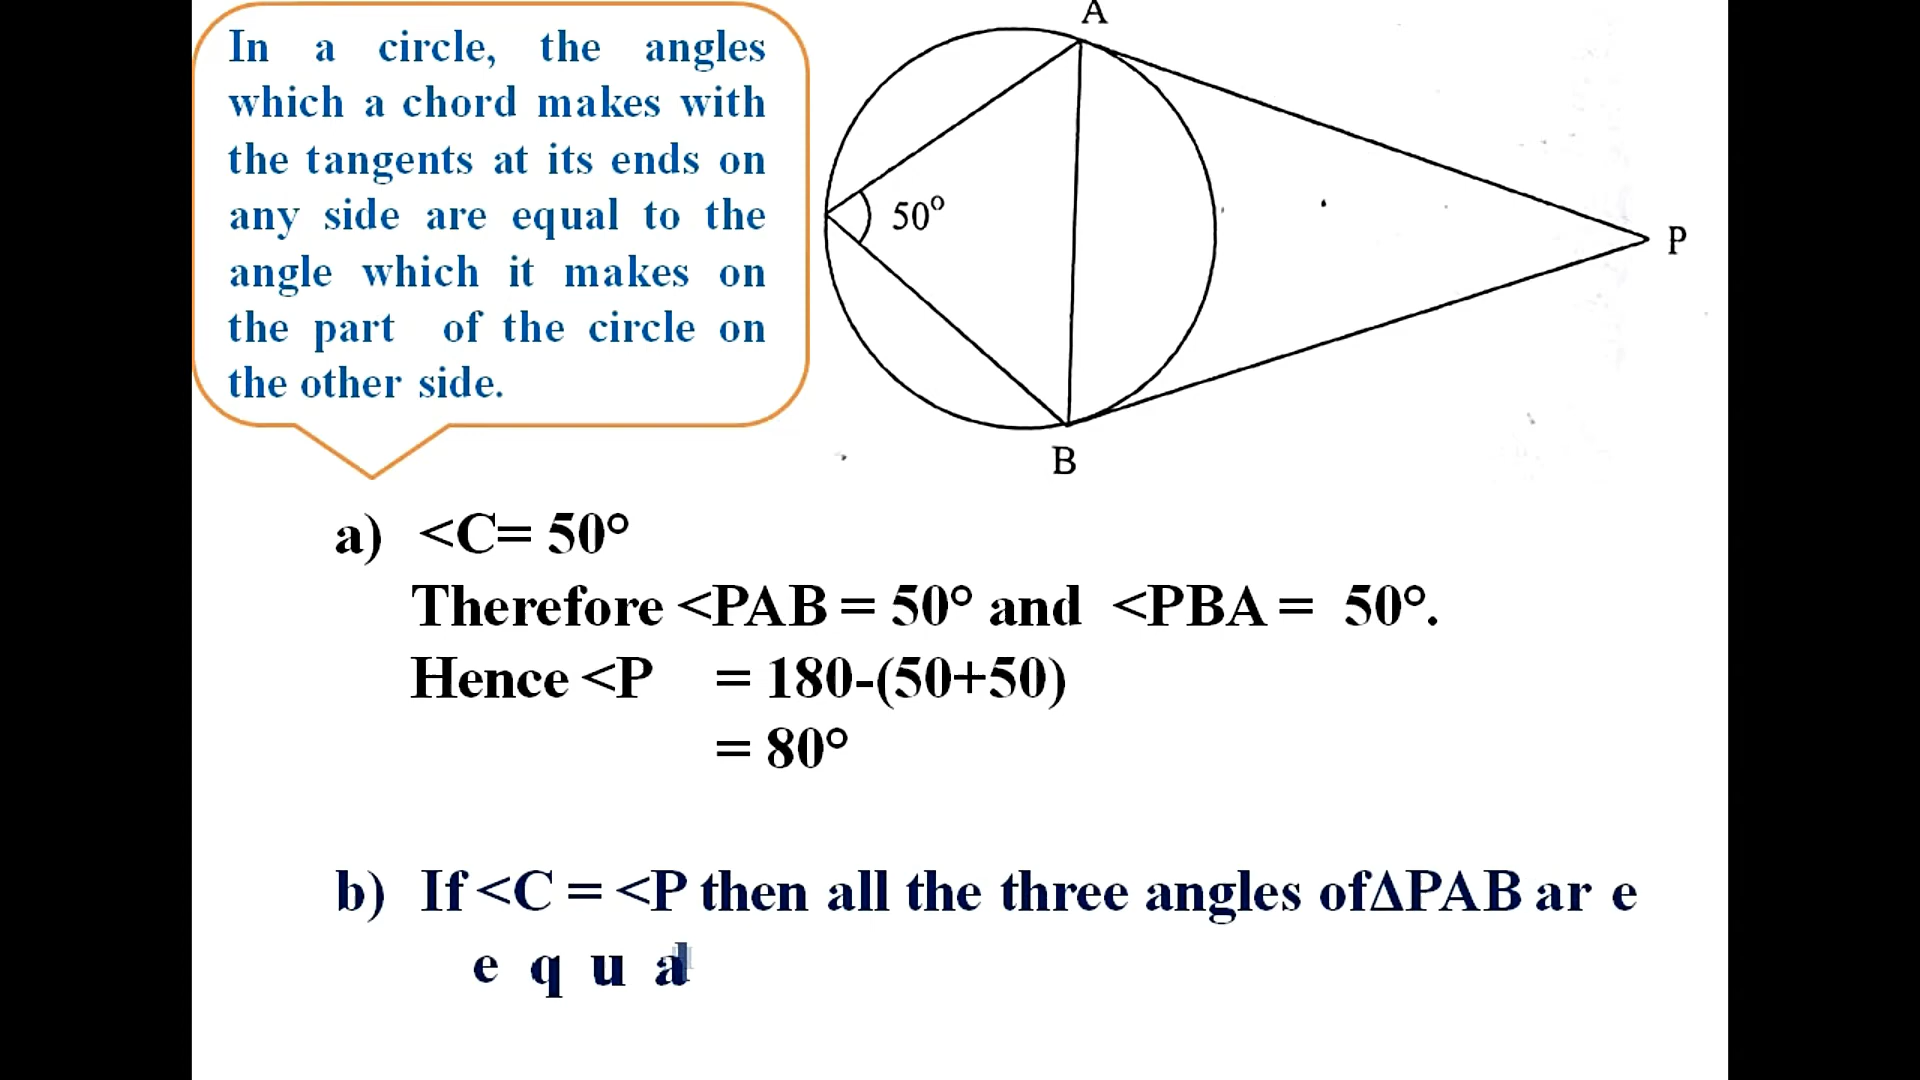 In a circle, the angles
which a chord makes with
the tangents at its ends on
any side are equal to the
angle which it makes on
the part of the circle on
the other side.
A
50°
P
B
a) <C= 50°
Therefore <PAB = 50° and <PBA = 50°.
Hence <P = 180-(50+50)
= 80°
b) If <C = <P then all the three angles of∆PAB ar e
e q u a l